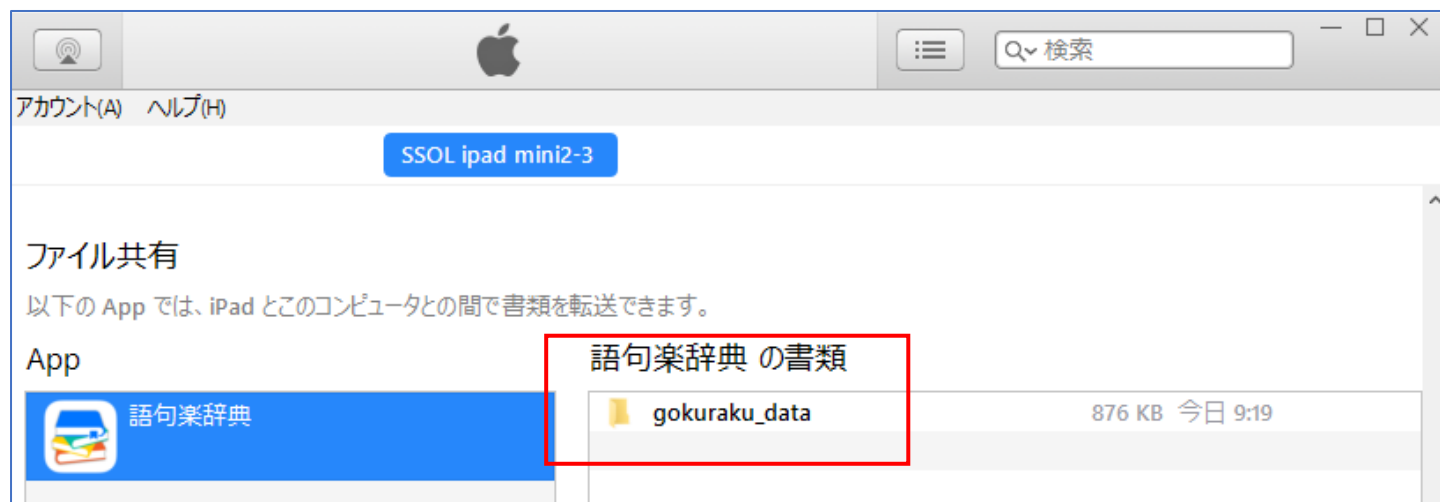 検索
アカウント(A) ヘルプ(H)
SSOL ipad mini2-3
ファイル共有
以下の App では、iPad とこのコンピュータとの間で書類を転送できます。
App
語句楽辞典 の書類
語句楽辞典
gokuraku_data 876 KB 今日 9:19